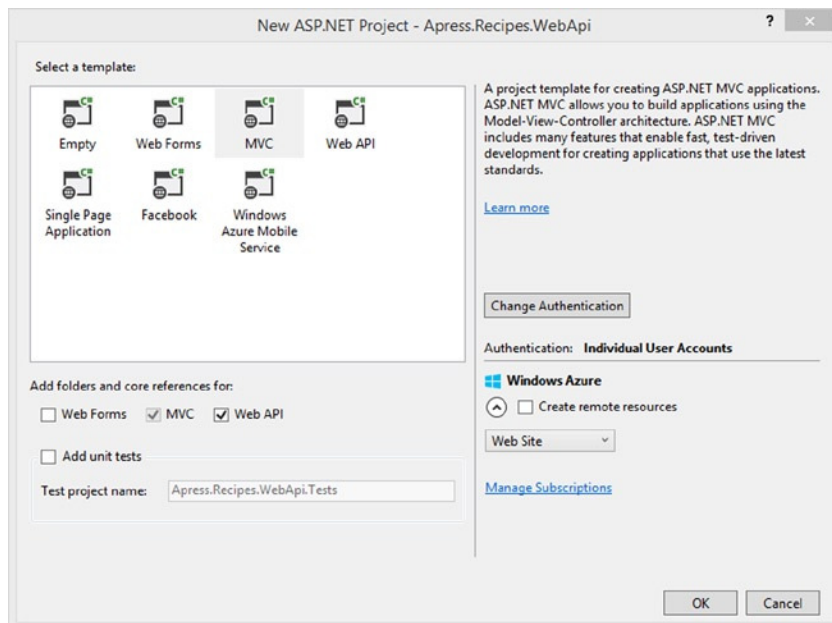 New ASP.NET Project - Apress.Recipes.WebApi
?
Select a template:
Empty
Web Forms
MVC
Web API
Single Page
Application
Facebook
Windows
Azure Mobile
Service
A project template for creating ASP.NET MVC applications.
ASP.NET MVC allows you to build applications using the
Model-View-Controller architecture. ASP.NET MVC
includes many features that enable fast, test-driven
development for creating applications that use the latest
standards.
Learn more
Change Authentication
Authentication: Individual User Accounts
Windows Azure
Create remote resources
Web Site
Manage Subscriptions
Add folders and core references for:
Web Forms
MVC
Web API
Add unit tests
Test project name: Apress.Recipes.WebApi.Tests
OK
Cancel